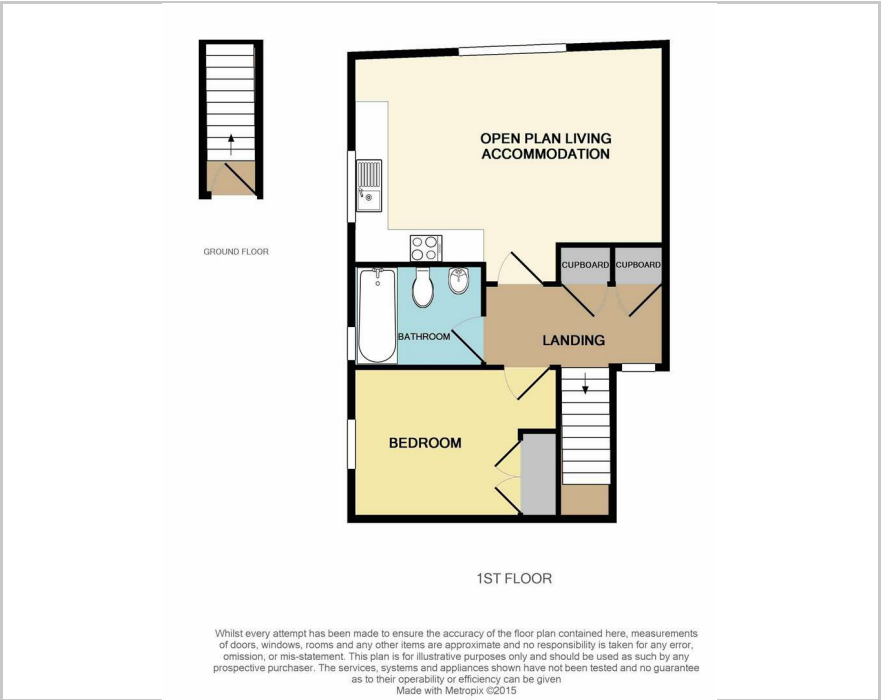 OPEN PLAN LIVING
ACCOMMODATION
GROUND FLOOR
CUPBOARD
CUPBOARD
BATHROOM
LANDING
BEDROOM
1ST FLOOR
Whilst every attempt has been made to ensure the accuracy of the floor plan contained here, measurements
of doors, windows, rooms and any other items are approximate and no responsibility is taken for any error,
omission, or mis-statement. This plan is for illustrative purposes only and should be used as such by any
prospective purchaser. The services, systems and appliances shown have not been tested and no guarantee
as to their operability or efficiency can be given
Made with Metropix ©2015